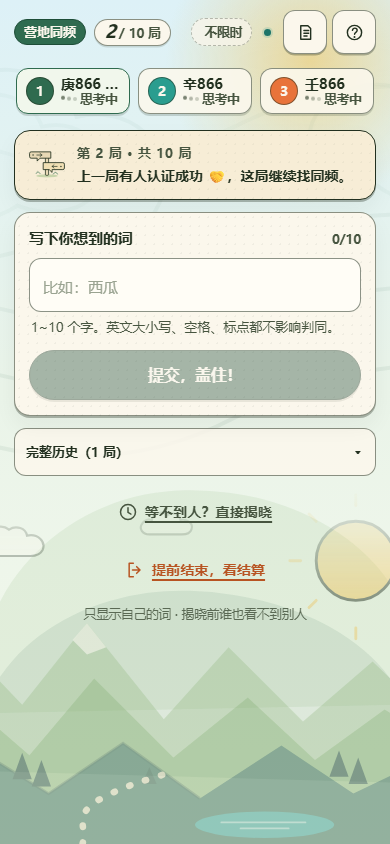 营地同频 2 / 10 局 不限时
1 庚866 ... 思考中
2 辛866 思考中
3 壬866 思考中
第 2 局 · 共 10 局
上一局有人认证成功 🤝，这局继续找同频。
写下你想到的词 0/10
比如：西瓜
1~10 个字。英文大小写、空格、标点都不影响判同。
提交，盖住！
完整历史（1 局）
等不到人？直接揭晓
提前结束，看结算
只显示自己的词 · 揭晓前谁也看不到别人